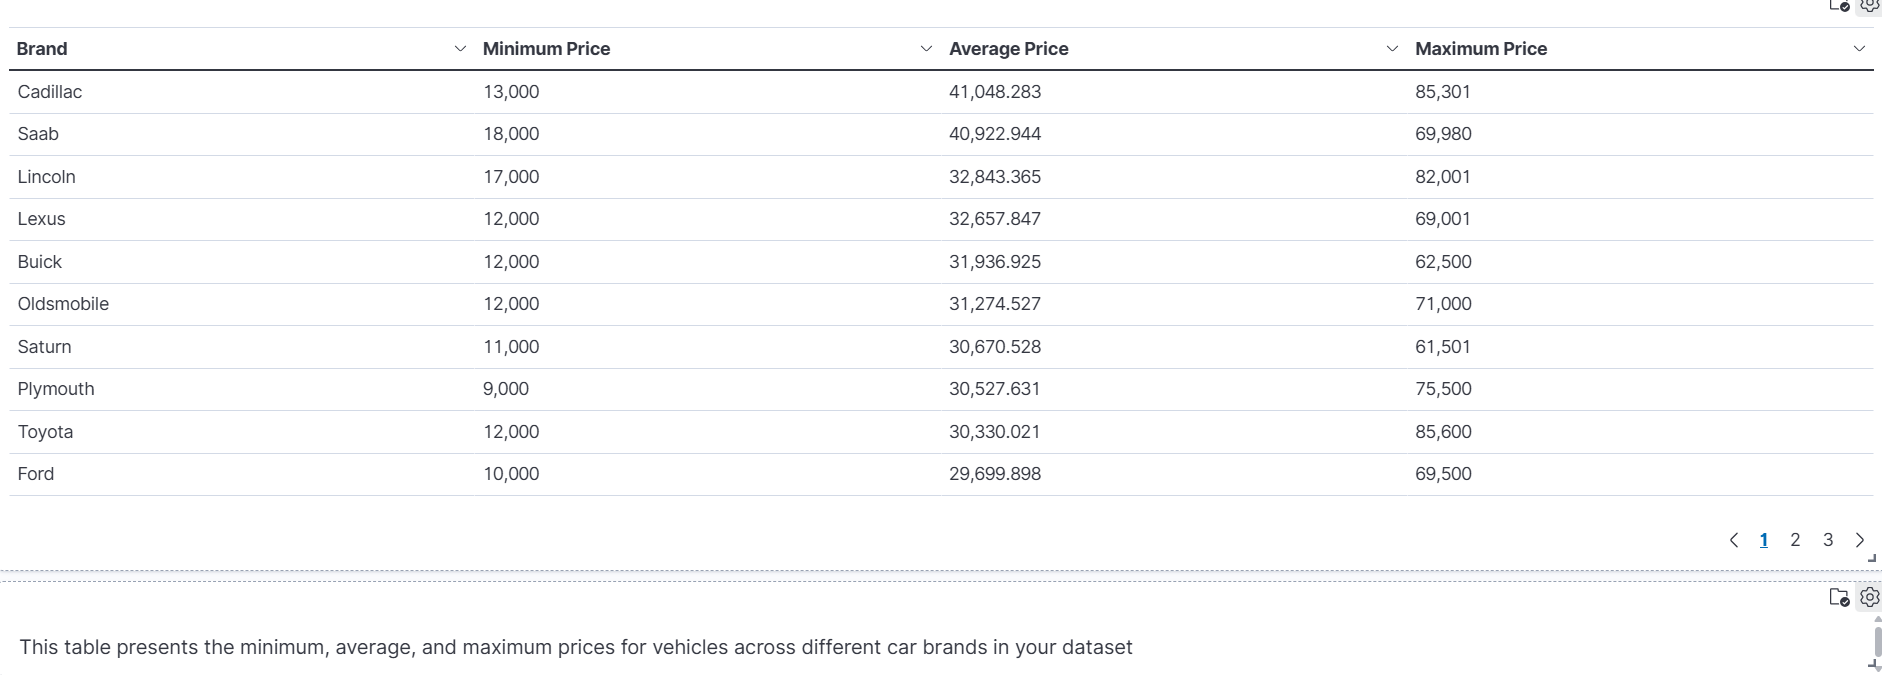 Brand Minimum Price Average Price Maximum Price
Cadillac 13,000 41,048.283 85,301
Saab 18,000 40,922.944 69,980
Lincoln 17,000 32,843.365 82,001
Lexus 12,000 32,657.847 69,001
Buick 12,000 31,936.925 62,500
Oldsmobile 12,000 31,274.527 71,000
Saturn 11,000 30,670.528 61,501
Plymouth 9,000 30,527.631 75,500
Toyota 12,000 30,330.021 85,600
Ford 10,000 29,699.898 69,500
1 2 3
This table presents the minimum, average, and maximum prices for vehicles across different car brands in your dataset